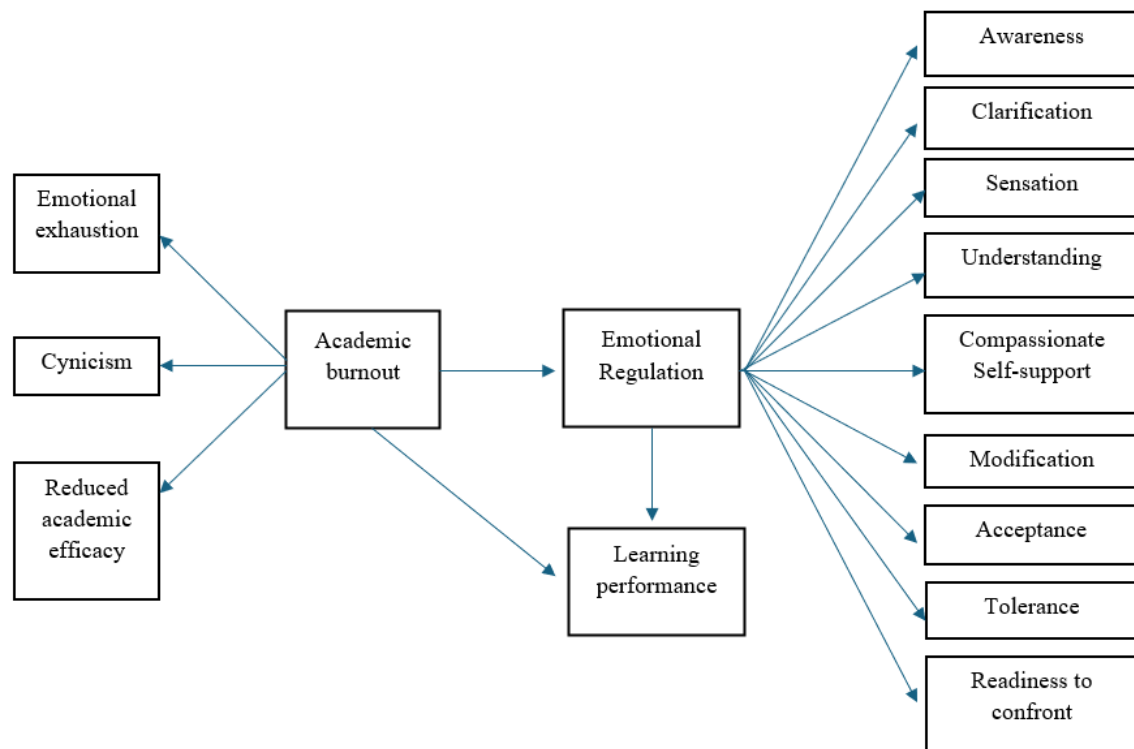 Emotional
exhaustion
Cynicism
Reduced
academic
efficacy
Academic
burnout
Emotional
Regulation
Learning
performance
Awareness
Clarification
Sensation
Understanding
Compassionate
Self-support
Modification
Acceptance
Tolerance
Readiness to
confront